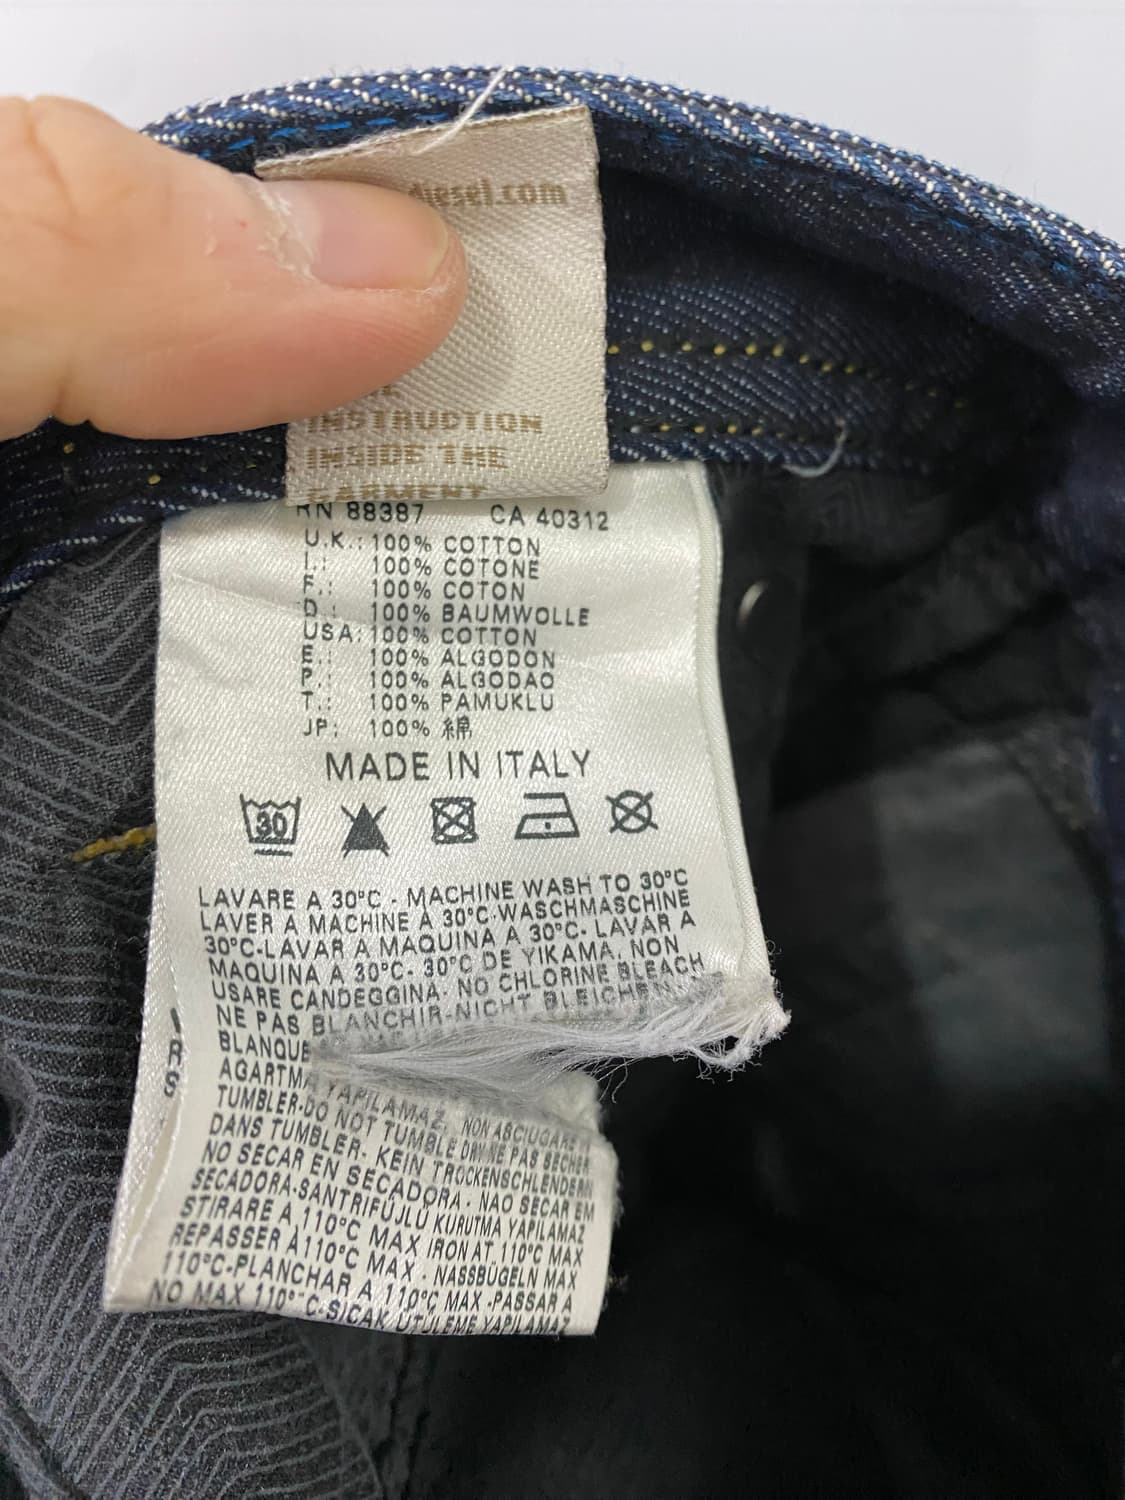 diesel.com
INSTRUCTION
INSIDE THE
GARMENT
RN 88387 CA 40312
U.K.: 100% COTTON
I.: 100% COTONE
F.: 100% COTON
D.: 100% BAUMWOLLE
USA: 100% COTTON
E.: 100% ALGODON
P.: 100% ALGODAO
T.: 100% PAMUKLU
JP: 100% 綿
MADE IN ITALY
30
LAVARE A 30°C - MACHINE WASH TO 30°C
LAVER A MACHINE A 30°C-WASCHMASCHINE
30°C-LAVAR A MAQUINA A 30°C- LAVAR A
MAQUINA A 30°C- 30°C DE YIKAMA, NON
USARE CANDEGGINA- NO CHLORINE BLEACH
NE PAS BLANCHIR-NICHT BLEICHEN
BLANQUE
AGARTMA YAPILAMAZ, NON ASCIUGARE
TUMBLER-DO NOT TUMBLE PAS SECHER
DANS TUMBLER- KEIN TROCKENSCHLENDERN
NO SECAR EN SECADORA - NAO SECAR EM
SECADORA-SANTRIFÜJLÜ KURUTMA YAPILAMAZ
STIRARE A 110°C MAX IRON AT 110°C MAX
REPASSER À 110°C MAX - NASSBÜGELN MAX
110°C-PLANCHAR A 110°C MAX -PASSAR A
NO MAX 110°C-SICAK UTULEME YAPILAMAZ
R
S